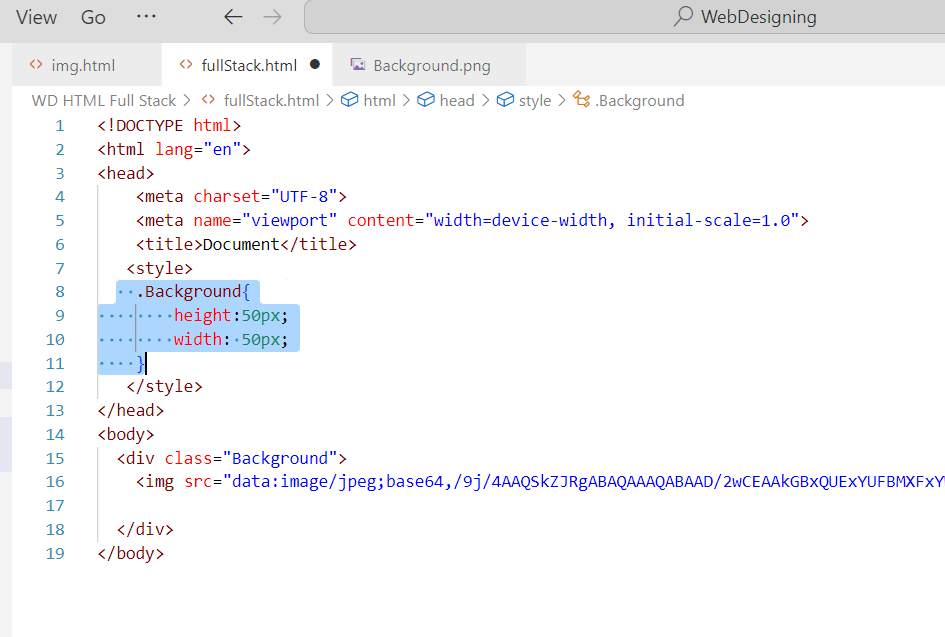 View Go ··· ← → WebDesigning
<> img.html <> fullStack.html ● Background.png
WD HTML Full Stack > <> fullStack.html > html > head > style > .Background
1 <!DOCTYPE html>
2 <html lang="en">
3 <head>
4 <meta charset="UTF-8">
5 <meta name="viewport" content="width=device-width, initial-scale=1.0">
6 <title>Document</title>
7 <style>
8 .Background{
9 height:50px;
10 width: 50px;
11 }
12 </style>
13 </head>
14 <body>
15 <div class="Background">
16 <img src="data:image/jpeg;base64,/9j/4AAQSkZJRgABAQAAAQABAAD/2wCEAAkGBxQUExYUFBMXFxY
17
18 </div>
19 </body>